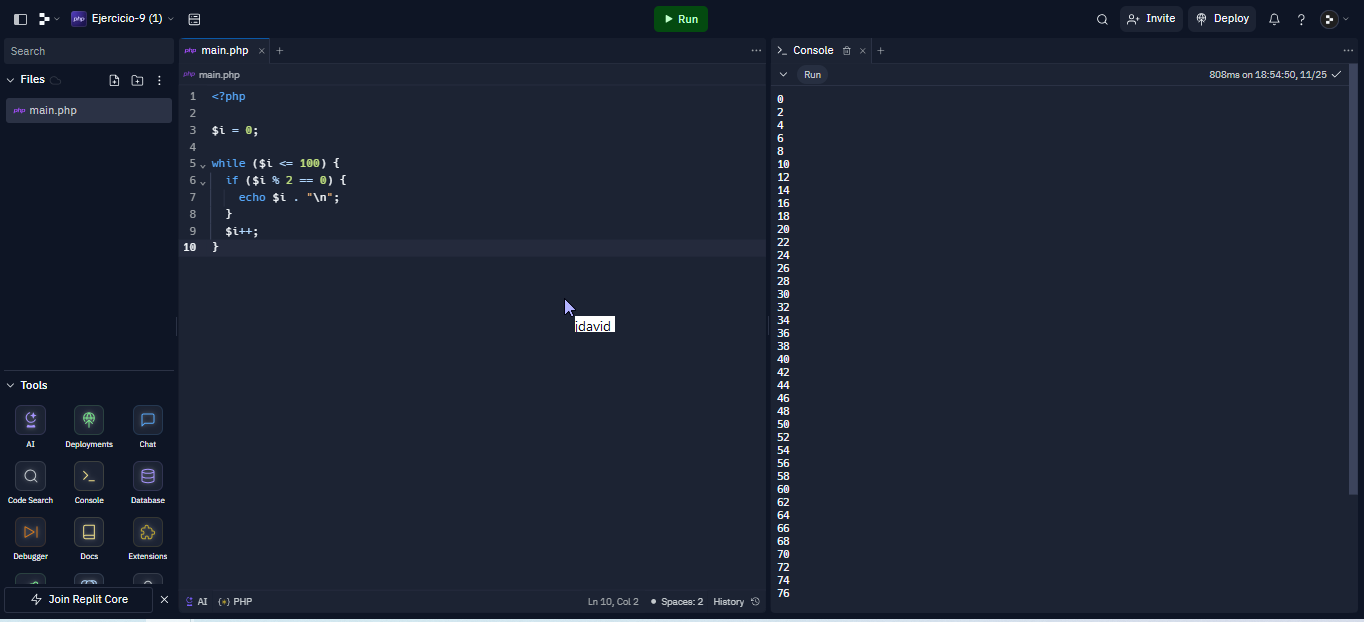 php Ejercicio-9 (1)
Run
Invite
Deploy
?
Search
Files
php main.php
php main.php
php main.php
1 <?php
2
3 $i = 0;
4
5 while ($i <= 100) {
6 if ($i % 2 == 0) {
7 echo $i . "\n";
8 }
9 $i++;
10 }
jdavid
Tools
AI Deployments Chat
Code Search Console Database
Debugger Docs Extensions
Join Replit Core
AI PHP
Ln 10, Col 2 Spaces: 2 History
Console
Run
808ms on 18:54:50, 11/25
0
2
4
6
8
10
12
14
16
18
20
22
24
26
28
30
32
34
36
38
40
42
44
46
48
50
52
54
56
58
60
62
64
66
68
70
72
74
76